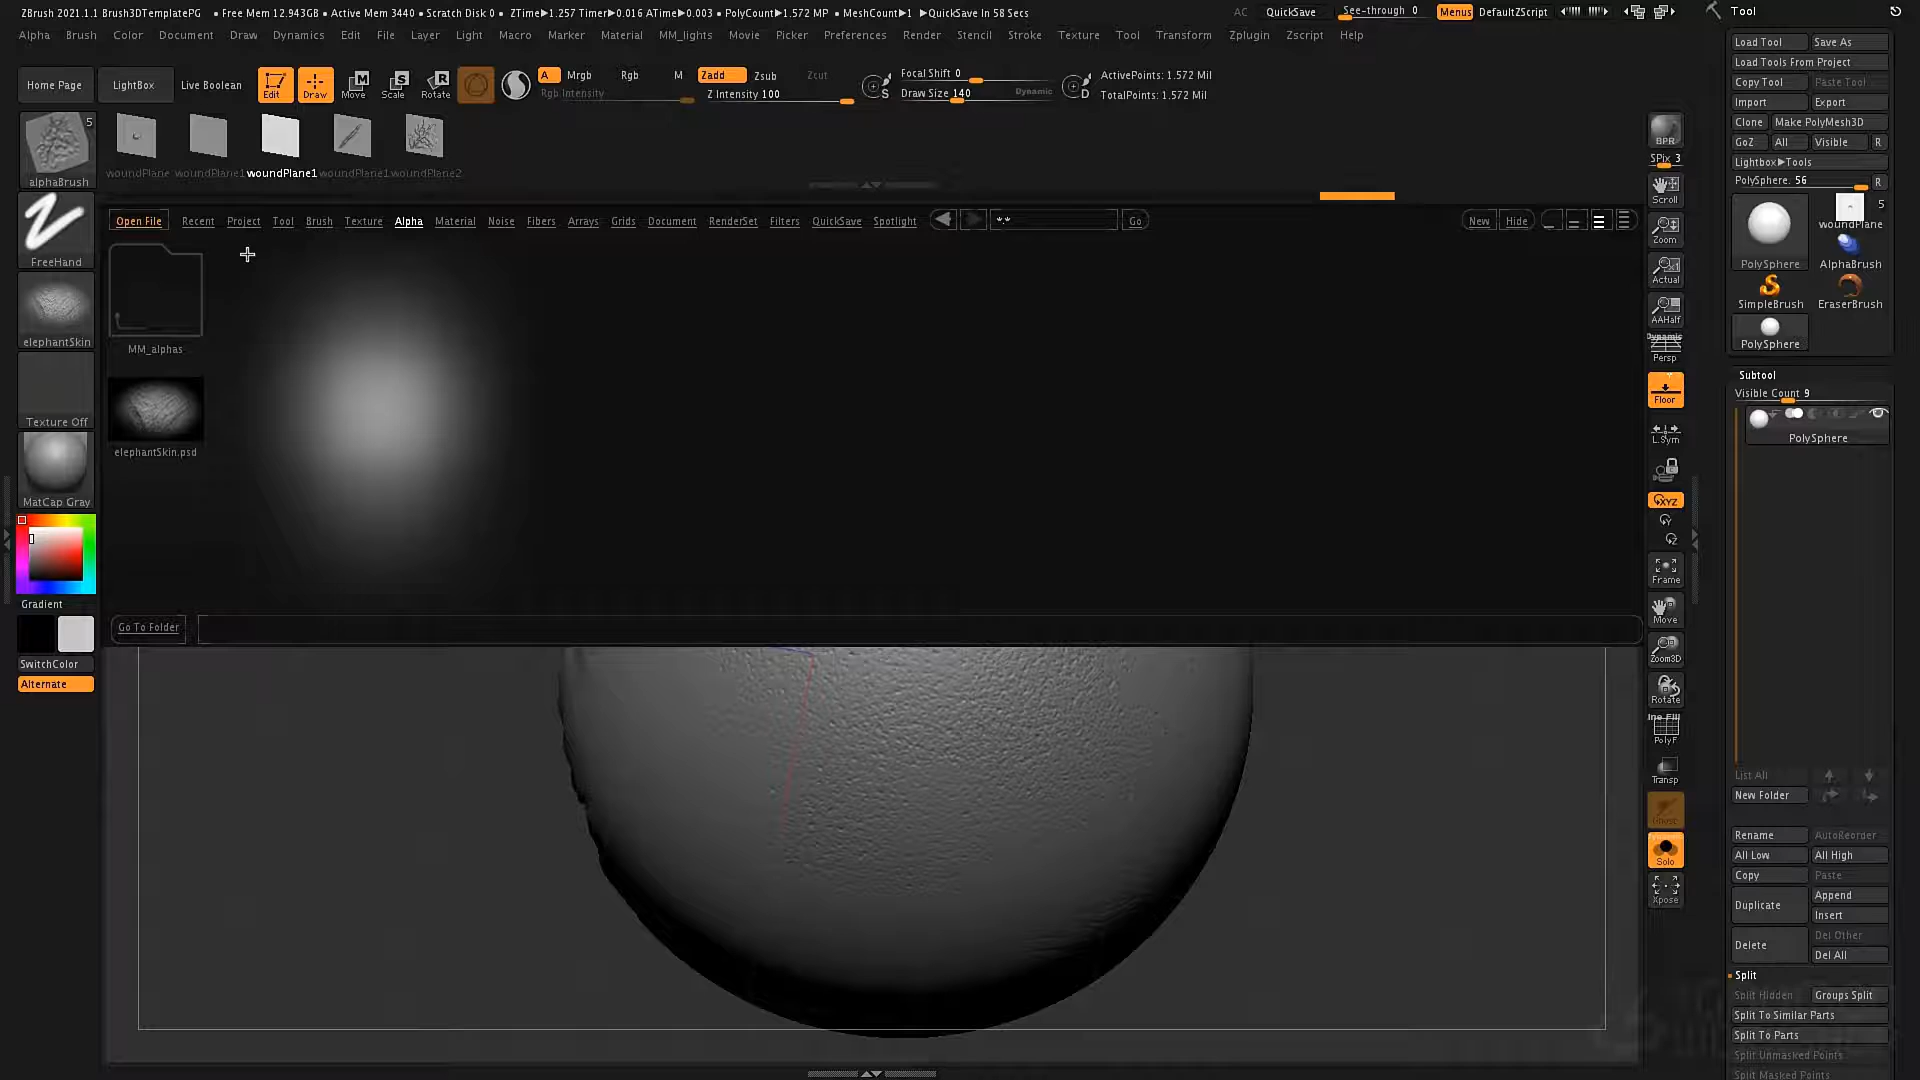 ZBrush 2021.1.1 Brush3DTemplatePG • Free Mem 12.943GB • Active Mem 3440 • Scratch Disk 0 • ZTime▶1.257 Timer▶0.016 ATime▶0.003 • PolyCount▶1.572 MP • MeshCount▶1 ▶QuickSave In 58 Secs AC QuickSave See-through 0 Menus DefaultZScript Tool
Alpha Brush Color Document Draw Dynamics Edit File Layer Light Macro Marker Material MM_lights Movie Picker Preferences Render Stencil Stroke Texture Tool Transform Zplugin Zscript Help
Home Page LightBox Live Boolean Edit Draw Move Scale Rotate
A Mrgb Rgb M Zadd Zsub Zcut
Rgb Intensity Z Intensity 100
S Focal Shift 0
Draw Size 140 Dynamic
D ActivePoints: 1.572 Mil
TotalPoints: 1.572 Mil
5
alphaBrush
woundPlane woundPlane1 woundPlane1 woundPlane1 woundPlane2
FreeHand
elephantSkin
Texture Off
MatCap Gray
Gradient
SwitchColor
Alternate
Open File Recent Project Tool Brush Texture Alpha Material Noise Fibers Arrays Grids Document RenderSet Filters QuickSave Spotlight Go New Hide
MM_alphas
elephantSkin.psd
Go To Folder
BPR
SPix 3
Scroll
Zoom
Actual
AAHalf
Dynamic
Persp
Floor
L.Sym
XYZ
Y
Z
Frame
Move
Zoom3D
Rotate
PolyF
Transp
Solo
Xpose
Load Tool Save As
Load Tools From Project
Copy Tool Paste Tool
Import Export
Clone Make PolyMesh3D
GoZ All Visible R
Lightbox▶Tools
PolySphere. 56 R
5
PolySphere woundPlane
AlphaBrush
SimpleBrush EraserBrush
PolySphere
Subtool
Visible Count 9
PolySphere
List All
New Folder
Rename AutoReorder
All Low All High
Copy Paste
Duplicate Append
Insert
Delete Del Other
Del All
Split
Split Hidden Groups Split
Split To Similar Parts
Split To Parts
Split Unmasked Points
Split Masked Points